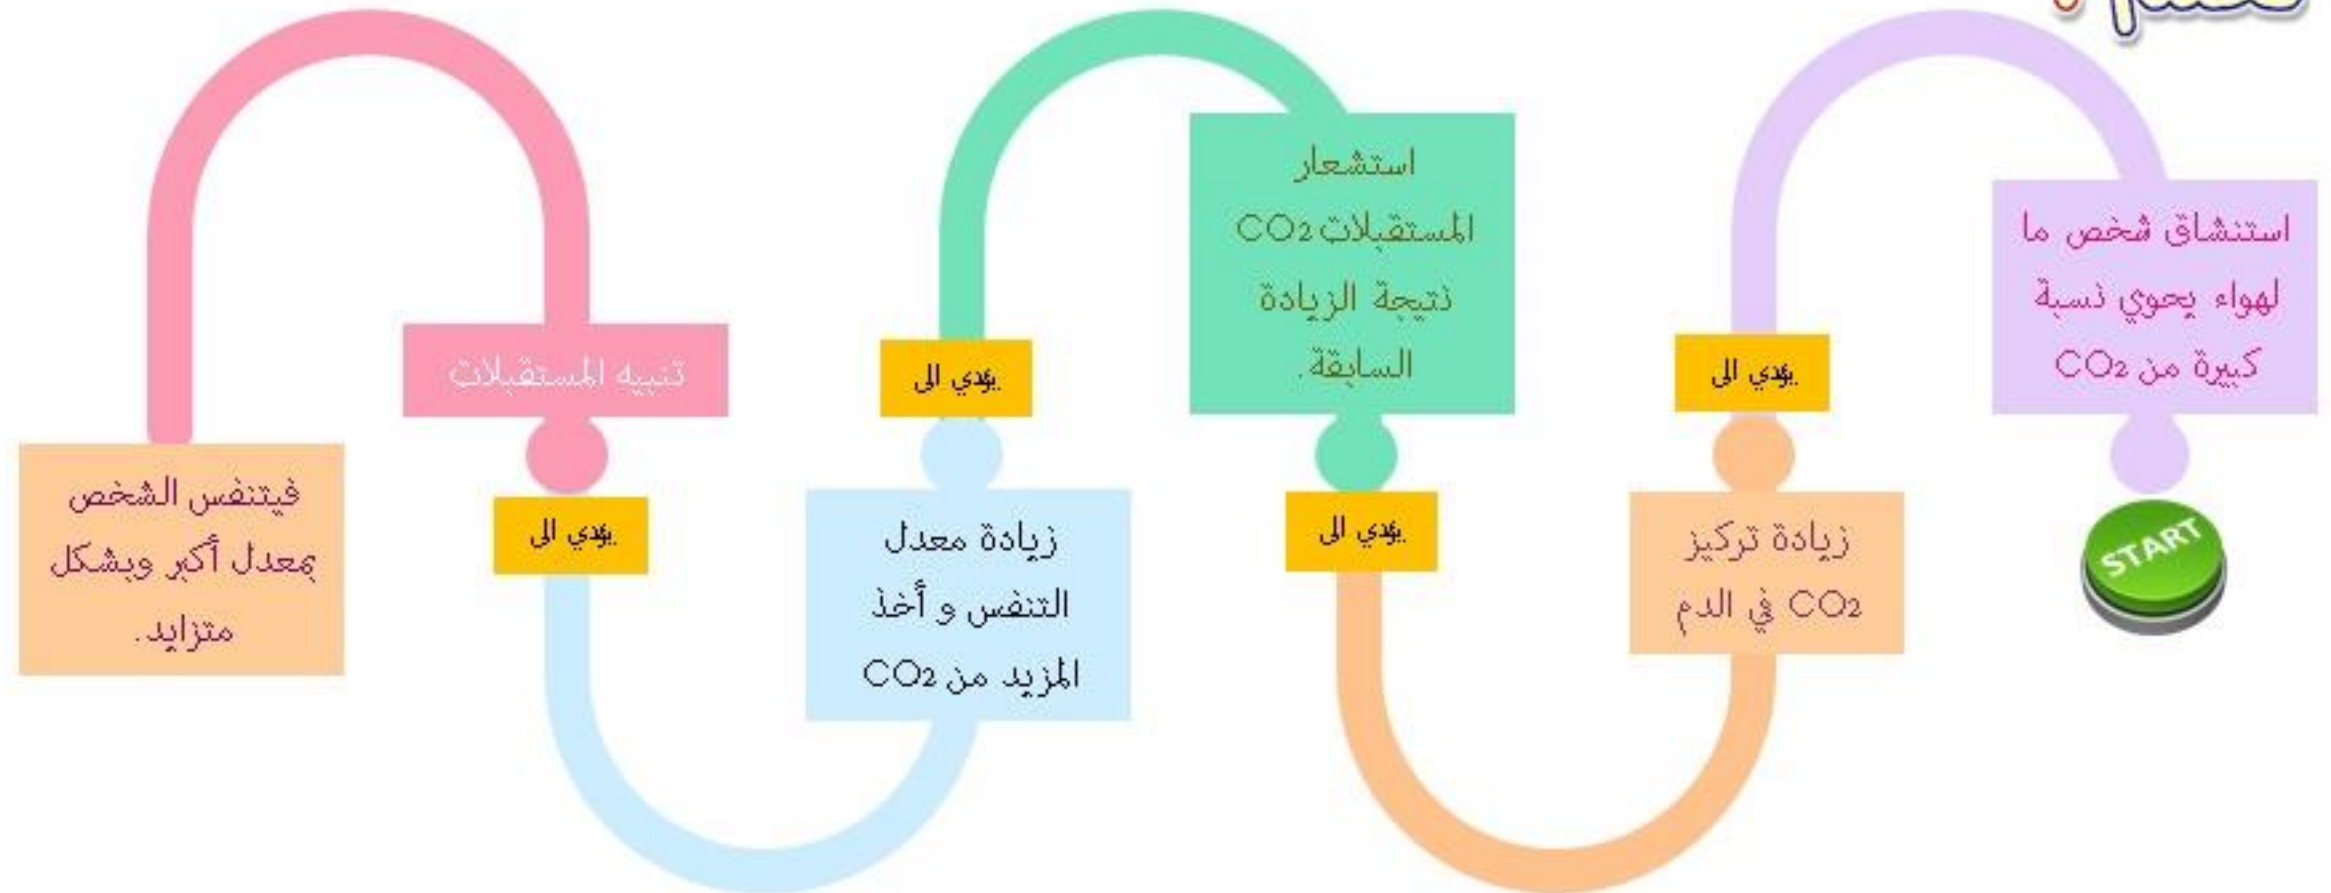 استنشاق شخص ما
لهواء يحوي نسبة
كبيرة من CO2
START
يؤدي الى
زيادة تركيز
CO2 في الدم
يؤدي الى
استشعار
المستقبلات CO2
نتيجة الزيادة
السابقة.
يؤدي الى
زيادة معدل
التنفس و أخذ
المزيد من CO2
يؤدي الى
تنبيه المستقبلات
فيتنفس الشخص
بمعدل أكبر وبشكل
متزايد.